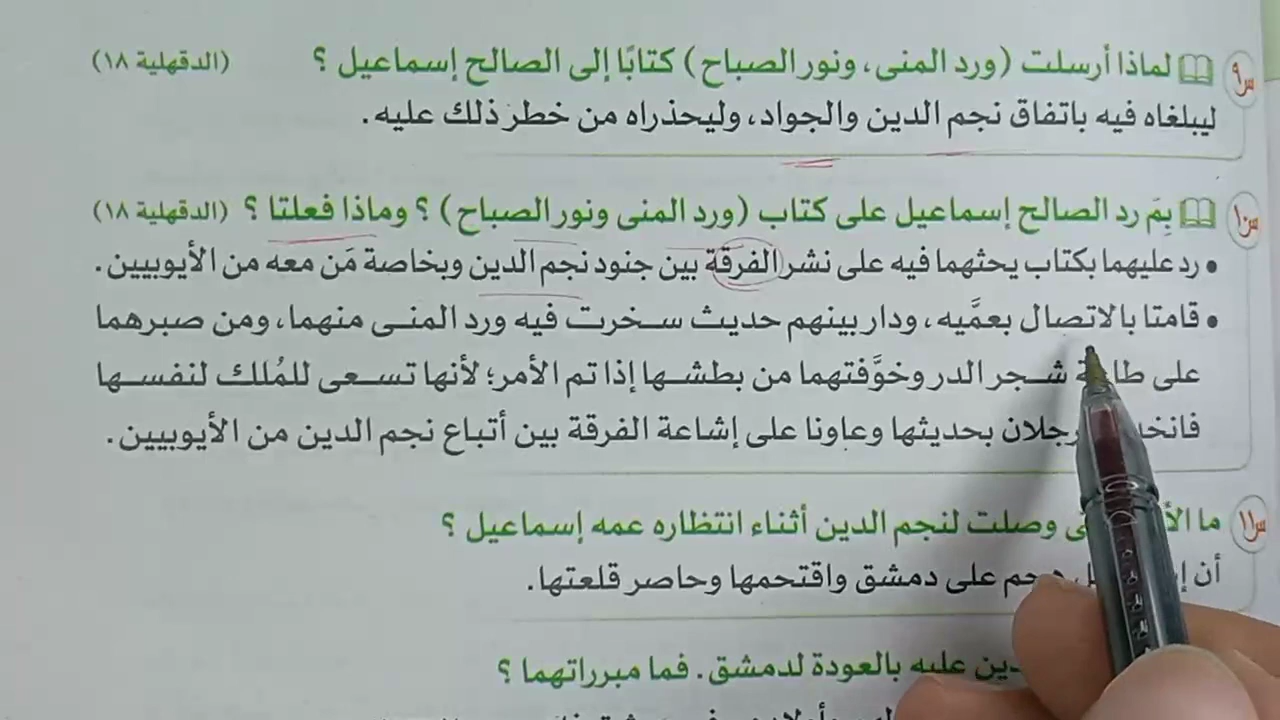 س٩ لماذا أرسلت (ورد المنى، ونور الصباح) كتابًا إلى الصالح إسماعيل ؟ (الدقهلية ١٨)
ليبلغاه فيه باتفاق نجم الدين والجواد، وليحذراه من خطر ذلك عليه.
س١٠ بِمَ رد الصالح إسماعيل على كتاب (ورد المنى ونور الصباح) ؟ وماذا فعلتا ؟ (الدقهلية ١٨)
• رد عليهما بكتاب يحثهما فيه على نشر الفرقة بين جنود نجم الدين وبخاصة مَن معه من الأيوبيين.
• قامتا بالاتصال بعمَّيه، ودار بينهم حديث سخرت فيه ورد المنى منهما، ومن صبرهما
على شجر الدر وخوَّفتهما من بطشها إذا تم الأمر؛ لأنها تسعى للمُلك لنفسها
بحديثها وعاونا على إشاعة الفرقة بين أتباع نجم الدين من الأيوبيين.
س١١ ما وصلت لنجم الدين أثناء انتظاره عمه إسماعيل ؟
أن على دمشق واقتحمها وحاصر قلعتها.
عليه بالعودة لدمشق. فما مبرراتهما ؟